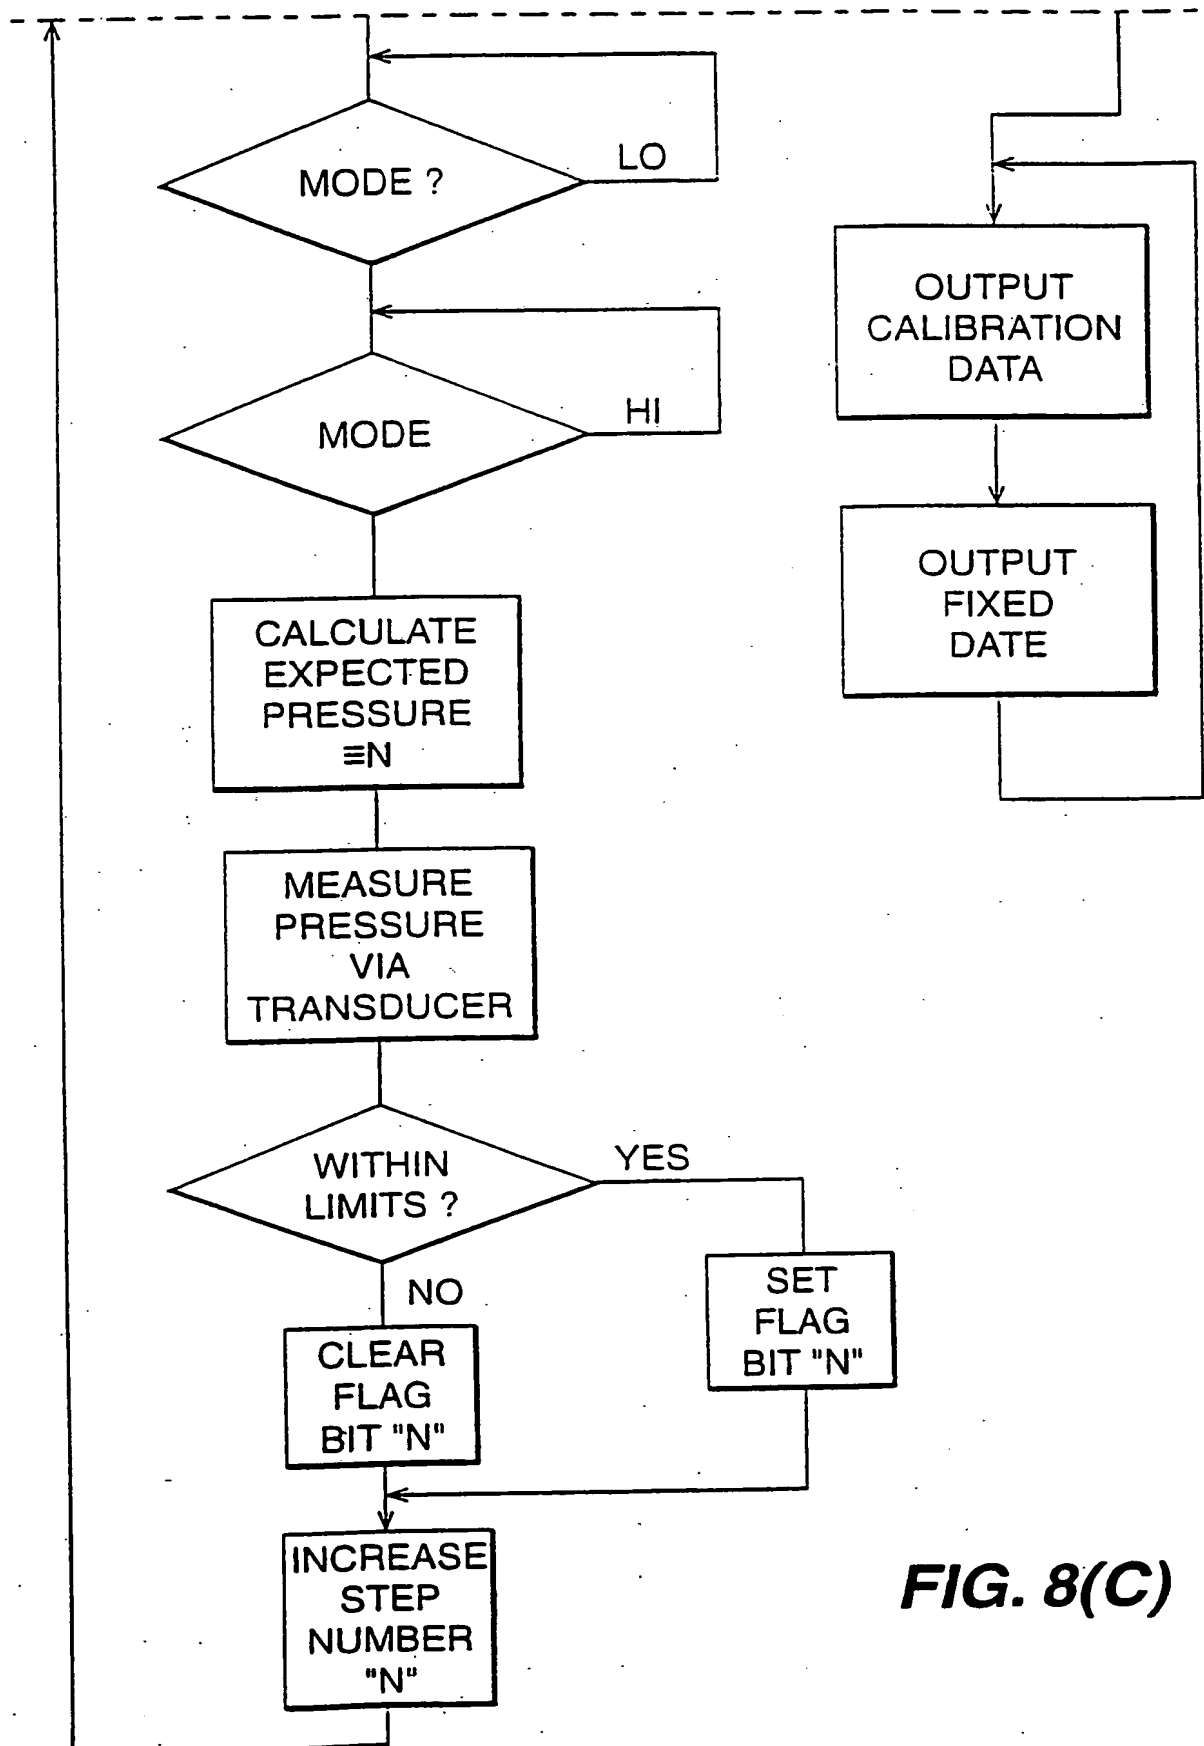 MODE ?
LO
MODE
HI
CALCULATE
EXPECTED
PRESSURE
≡N
MEASURE
PRESSURE
VIA
TRANSDUCER
WITHIN
LIMITS ?
YES
NO
CLEAR
FLAG
BIT "N"
SET
FLAG
BIT "N"
INCREASE
STEP
NUMBER
"N"
OUTPUT
CALIBRATION
DATA
OUTPUT
FIXED
DATE
FIG. 8(C)